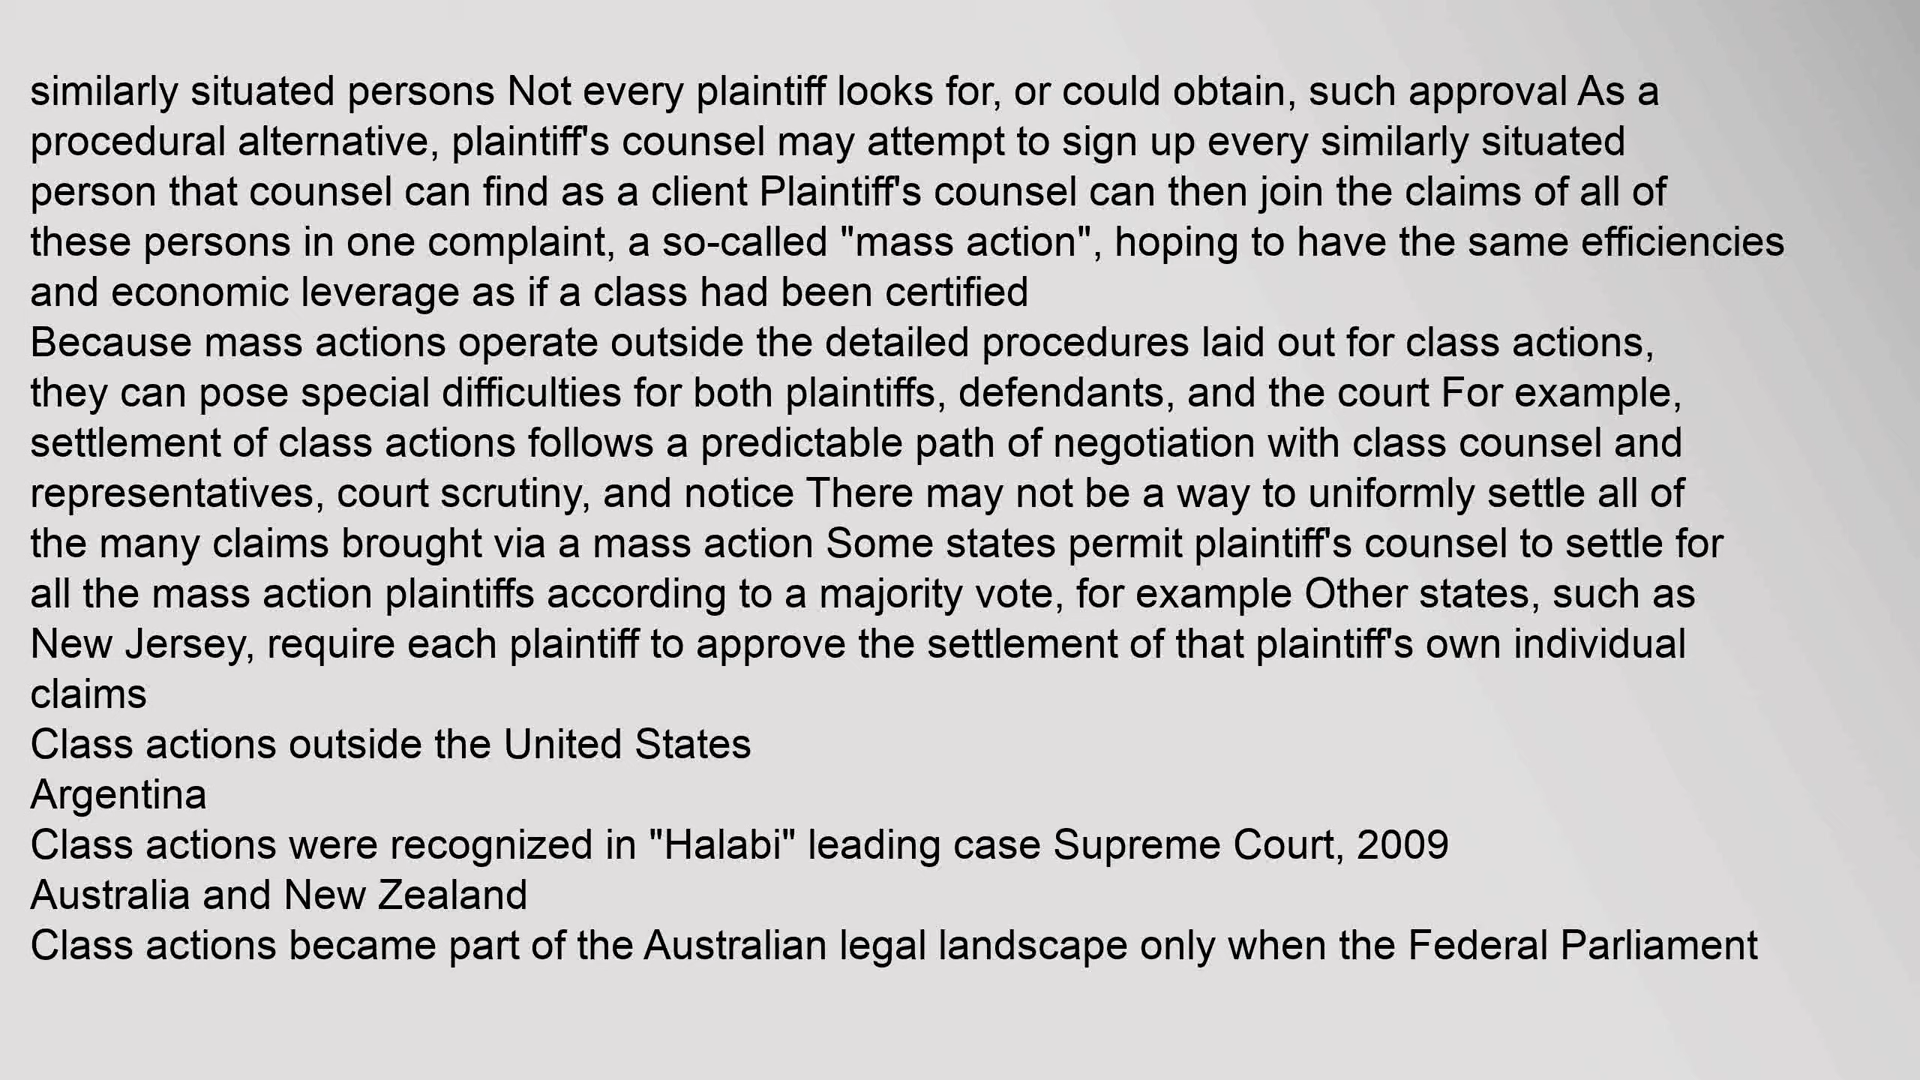 similarly situated persons Not every plaintiff looks for, or could obtain, such approval As a
procedural alternative, plaintiff's counsel may attempt to sign up every similarly situated
person that counsel can find as a client Plaintiff's counsel can then join the claims of all of
these persons in one complaint, a so-called "mass action", hoping to have the same efficiencies
and economic leverage as if a class had been certified
Because mass actions operate outside the detailed procedures laid out for class actions,
they can pose special difficulties for both plaintiffs, defendants, and the court For example,
settlement of class actions follows a predictable path of negotiation with class counsel and
representatives, court scrutiny, and notice There may not be a way to uniformly settle all of
the many claims brought via a mass action Some states permit plaintiff's counsel to settle for
all the mass action plaintiffs according to a majority vote, for example Other states, such as
New Jersey, require each plaintiff to approve the settlement of that plaintiff's own individual
claims
Class actions outside the United States
Argentina
Class actions were recognized in "Halabi" leading case Supreme Court, 2009
Australia and New Zealand
Class actions became part of the Australian legal landscape only when the Federal Parliament